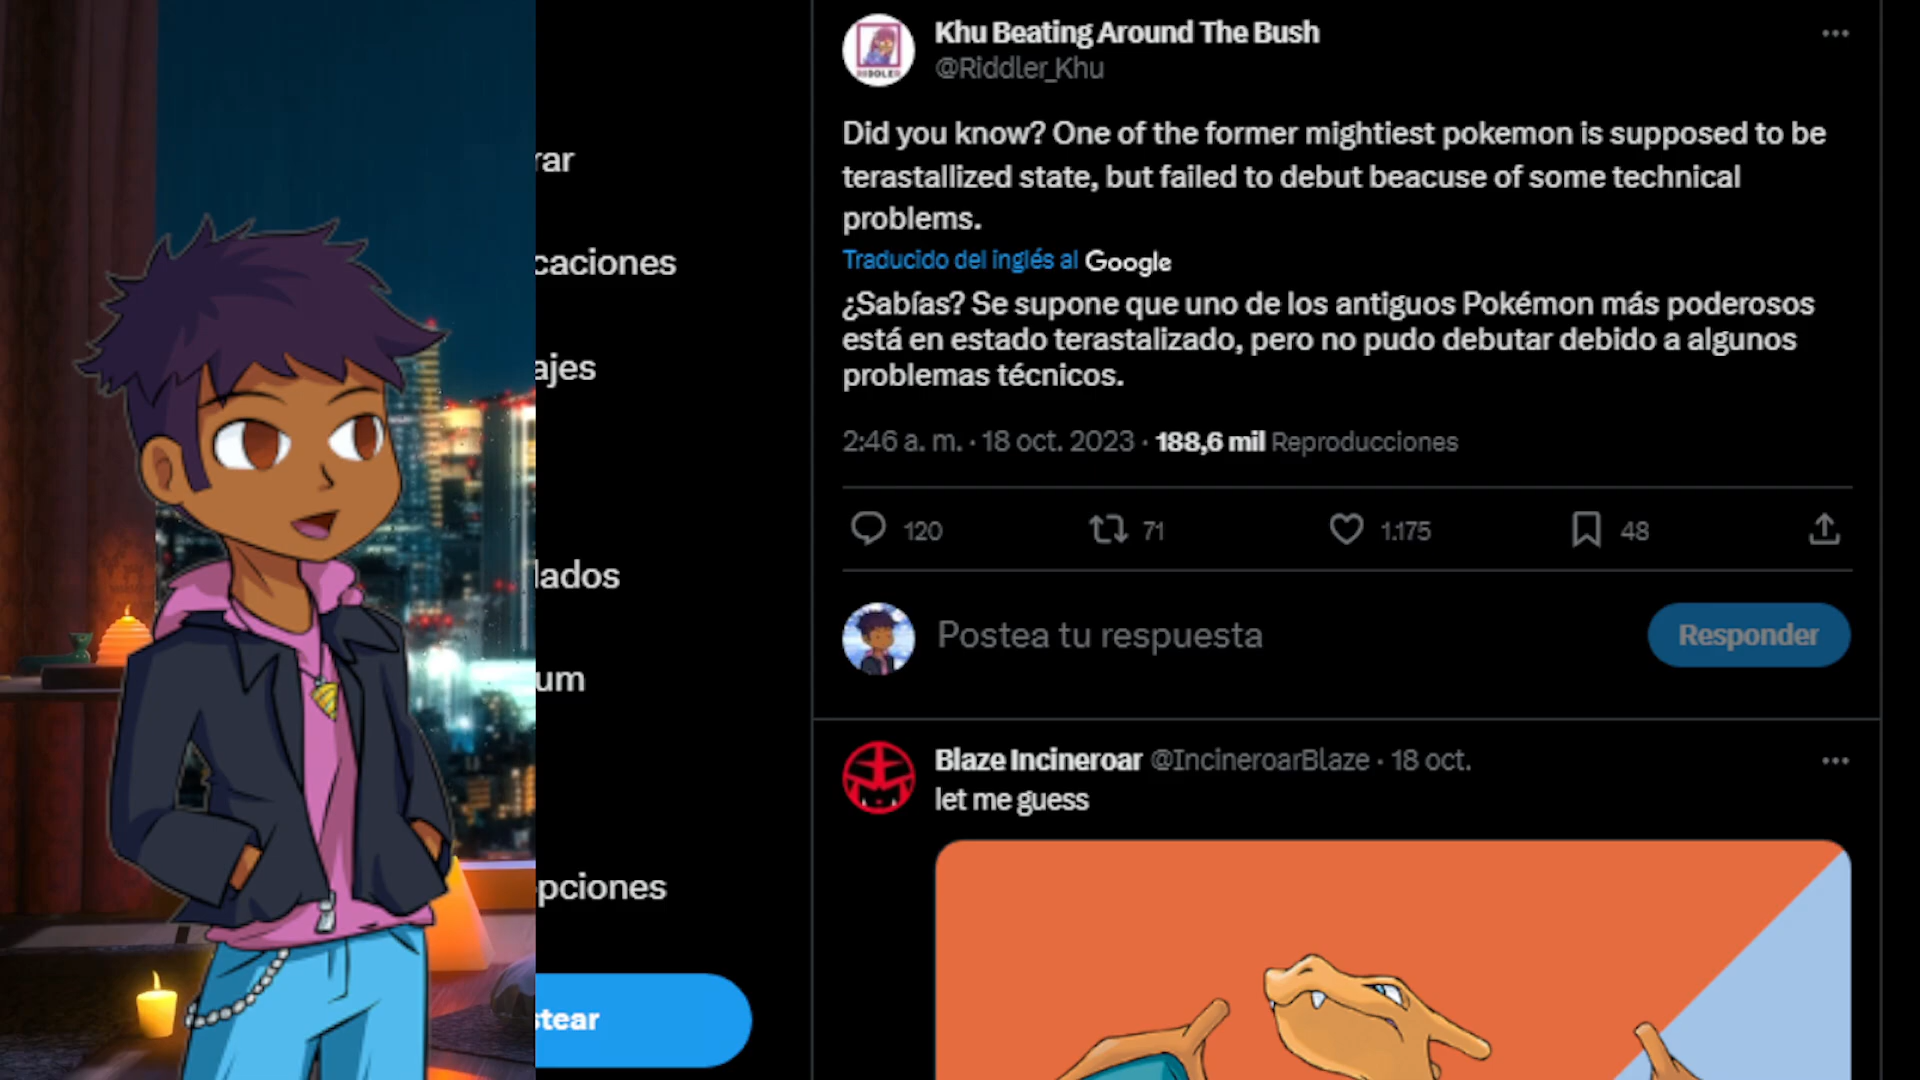 rar
caciones
ajes
lados
um
pciones
stear
Khu Beating Around The Bush
@Riddler_Khu
Did you know? One of the former mightiest pokemon is supposed to be
terastallized state, but failed to debut beacuse of some technical
problems.
Traducido del inglés al Google
¿Sabías? Se supone que uno de los antiguos Pokémon más poderosos
está en estado terastalizado, pero no pudo debutar debido a algunos
problemas técnicos.
2:46 a. m. · 18 oct. 2023 · 188,6 mil Reproducciones
120 71 1.175 48
Postea tu respuesta
Responder
Blaze Incineroar @IncineroarBlaze · 18 oct.
let me guess